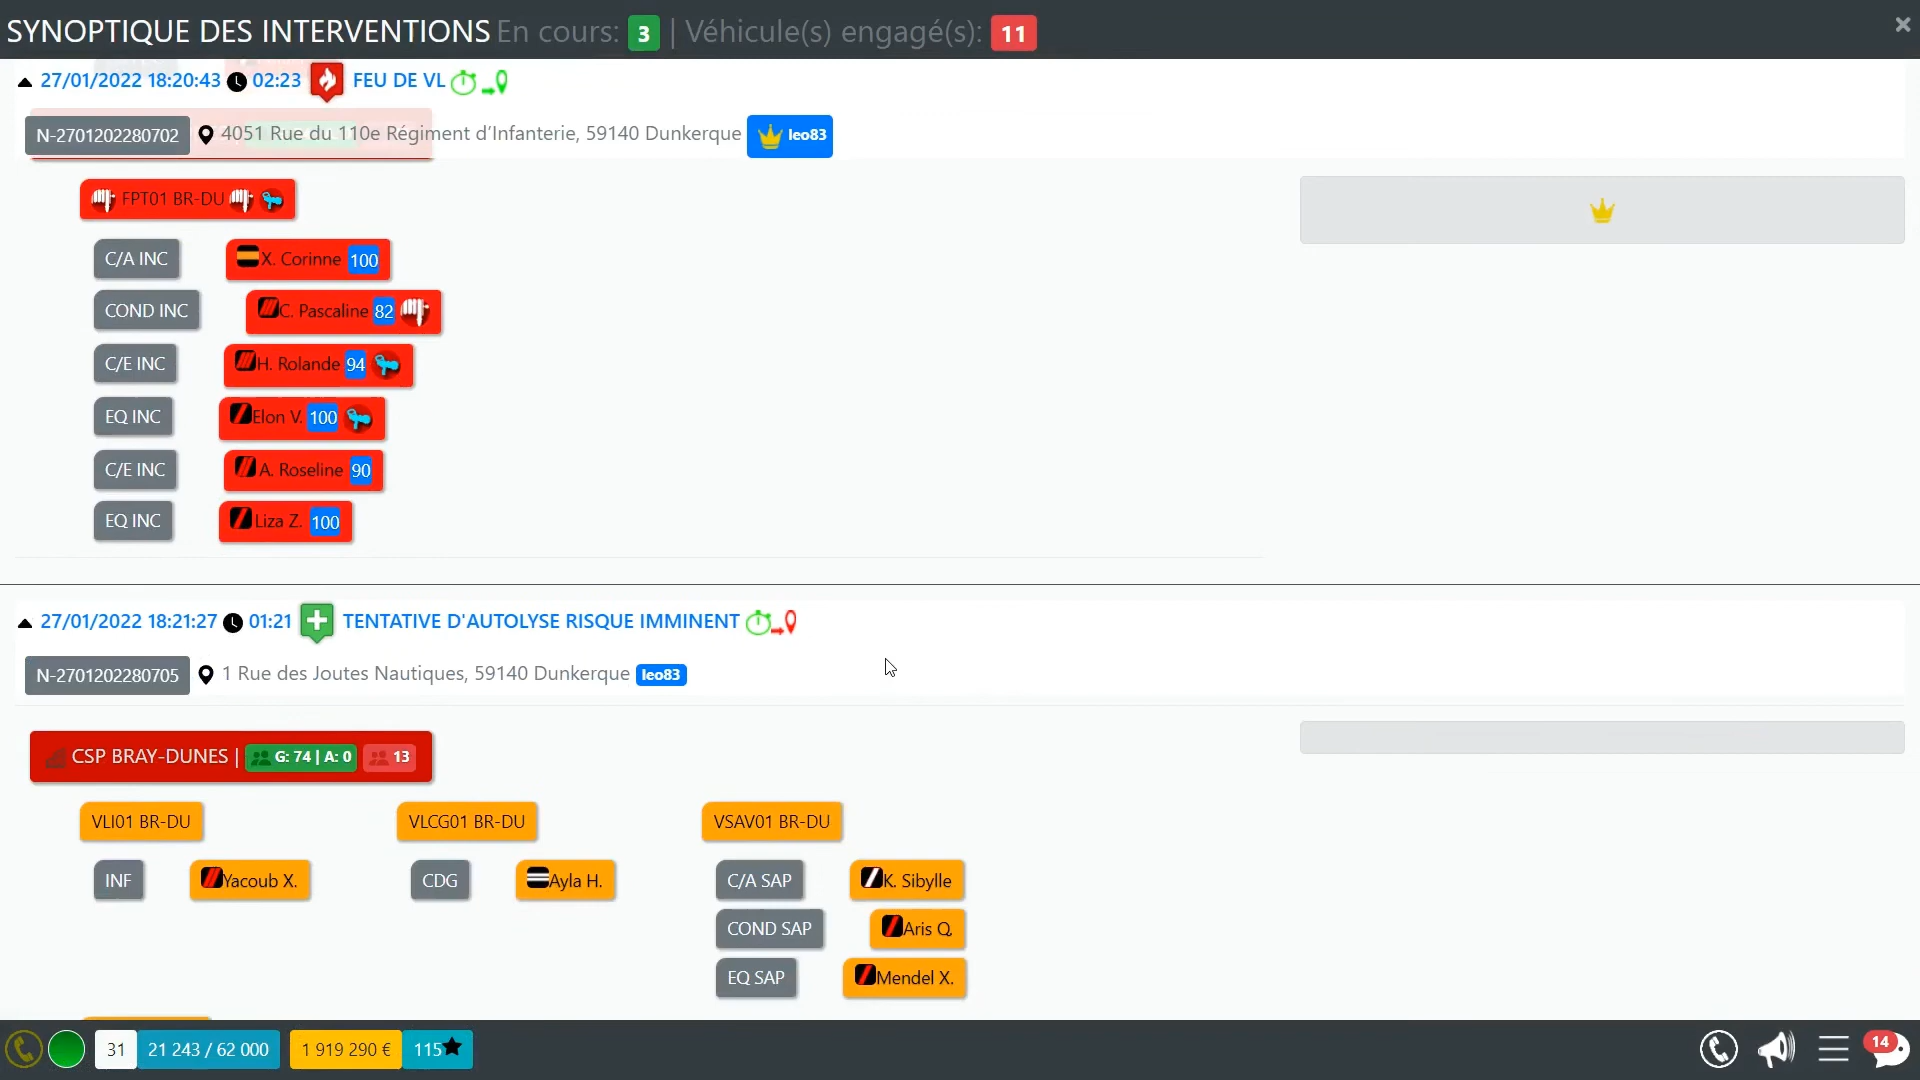 SYNOPTIQUE DES INTERVENTIONS En cours: 3 | Véhicule(s) engagé(s): 11
27/01/2022 18:20:43 02:23 FEU DE VL
N-2701202280702 4051 Rue du 110e Régiment d'Infanterie, 59140 Dunkerque leo83
FPT01 BR-DU
C/A INC X. Corinne 100
COND INC C. Pascaline 82
C/E INC H. Rolande 94
EQ INC Elon V. 100
C/E INC A. Roseline 90
EQ INC Liza Z. 100
27/01/2022 18:21:27 01:21 TENTATIVE D'AUTOLYSE RISQUE IMMINENT
N-2701202280705 1 Rue des Joutes Nautiques, 59140 Dunkerque leo83
CSP BRAY-DUNES | G: 74 | A: 0 13
VLI01 BR-DU VLCG01 BR-DU VSAV01 BR-DU
INF Yacoub X. CDG Ayla H. C/A SAP K. Sibylle
COND SAP Aris Q.
EQ SAP Mendel X.
31 21 243 / 62 000 1 919 290 € 115 14